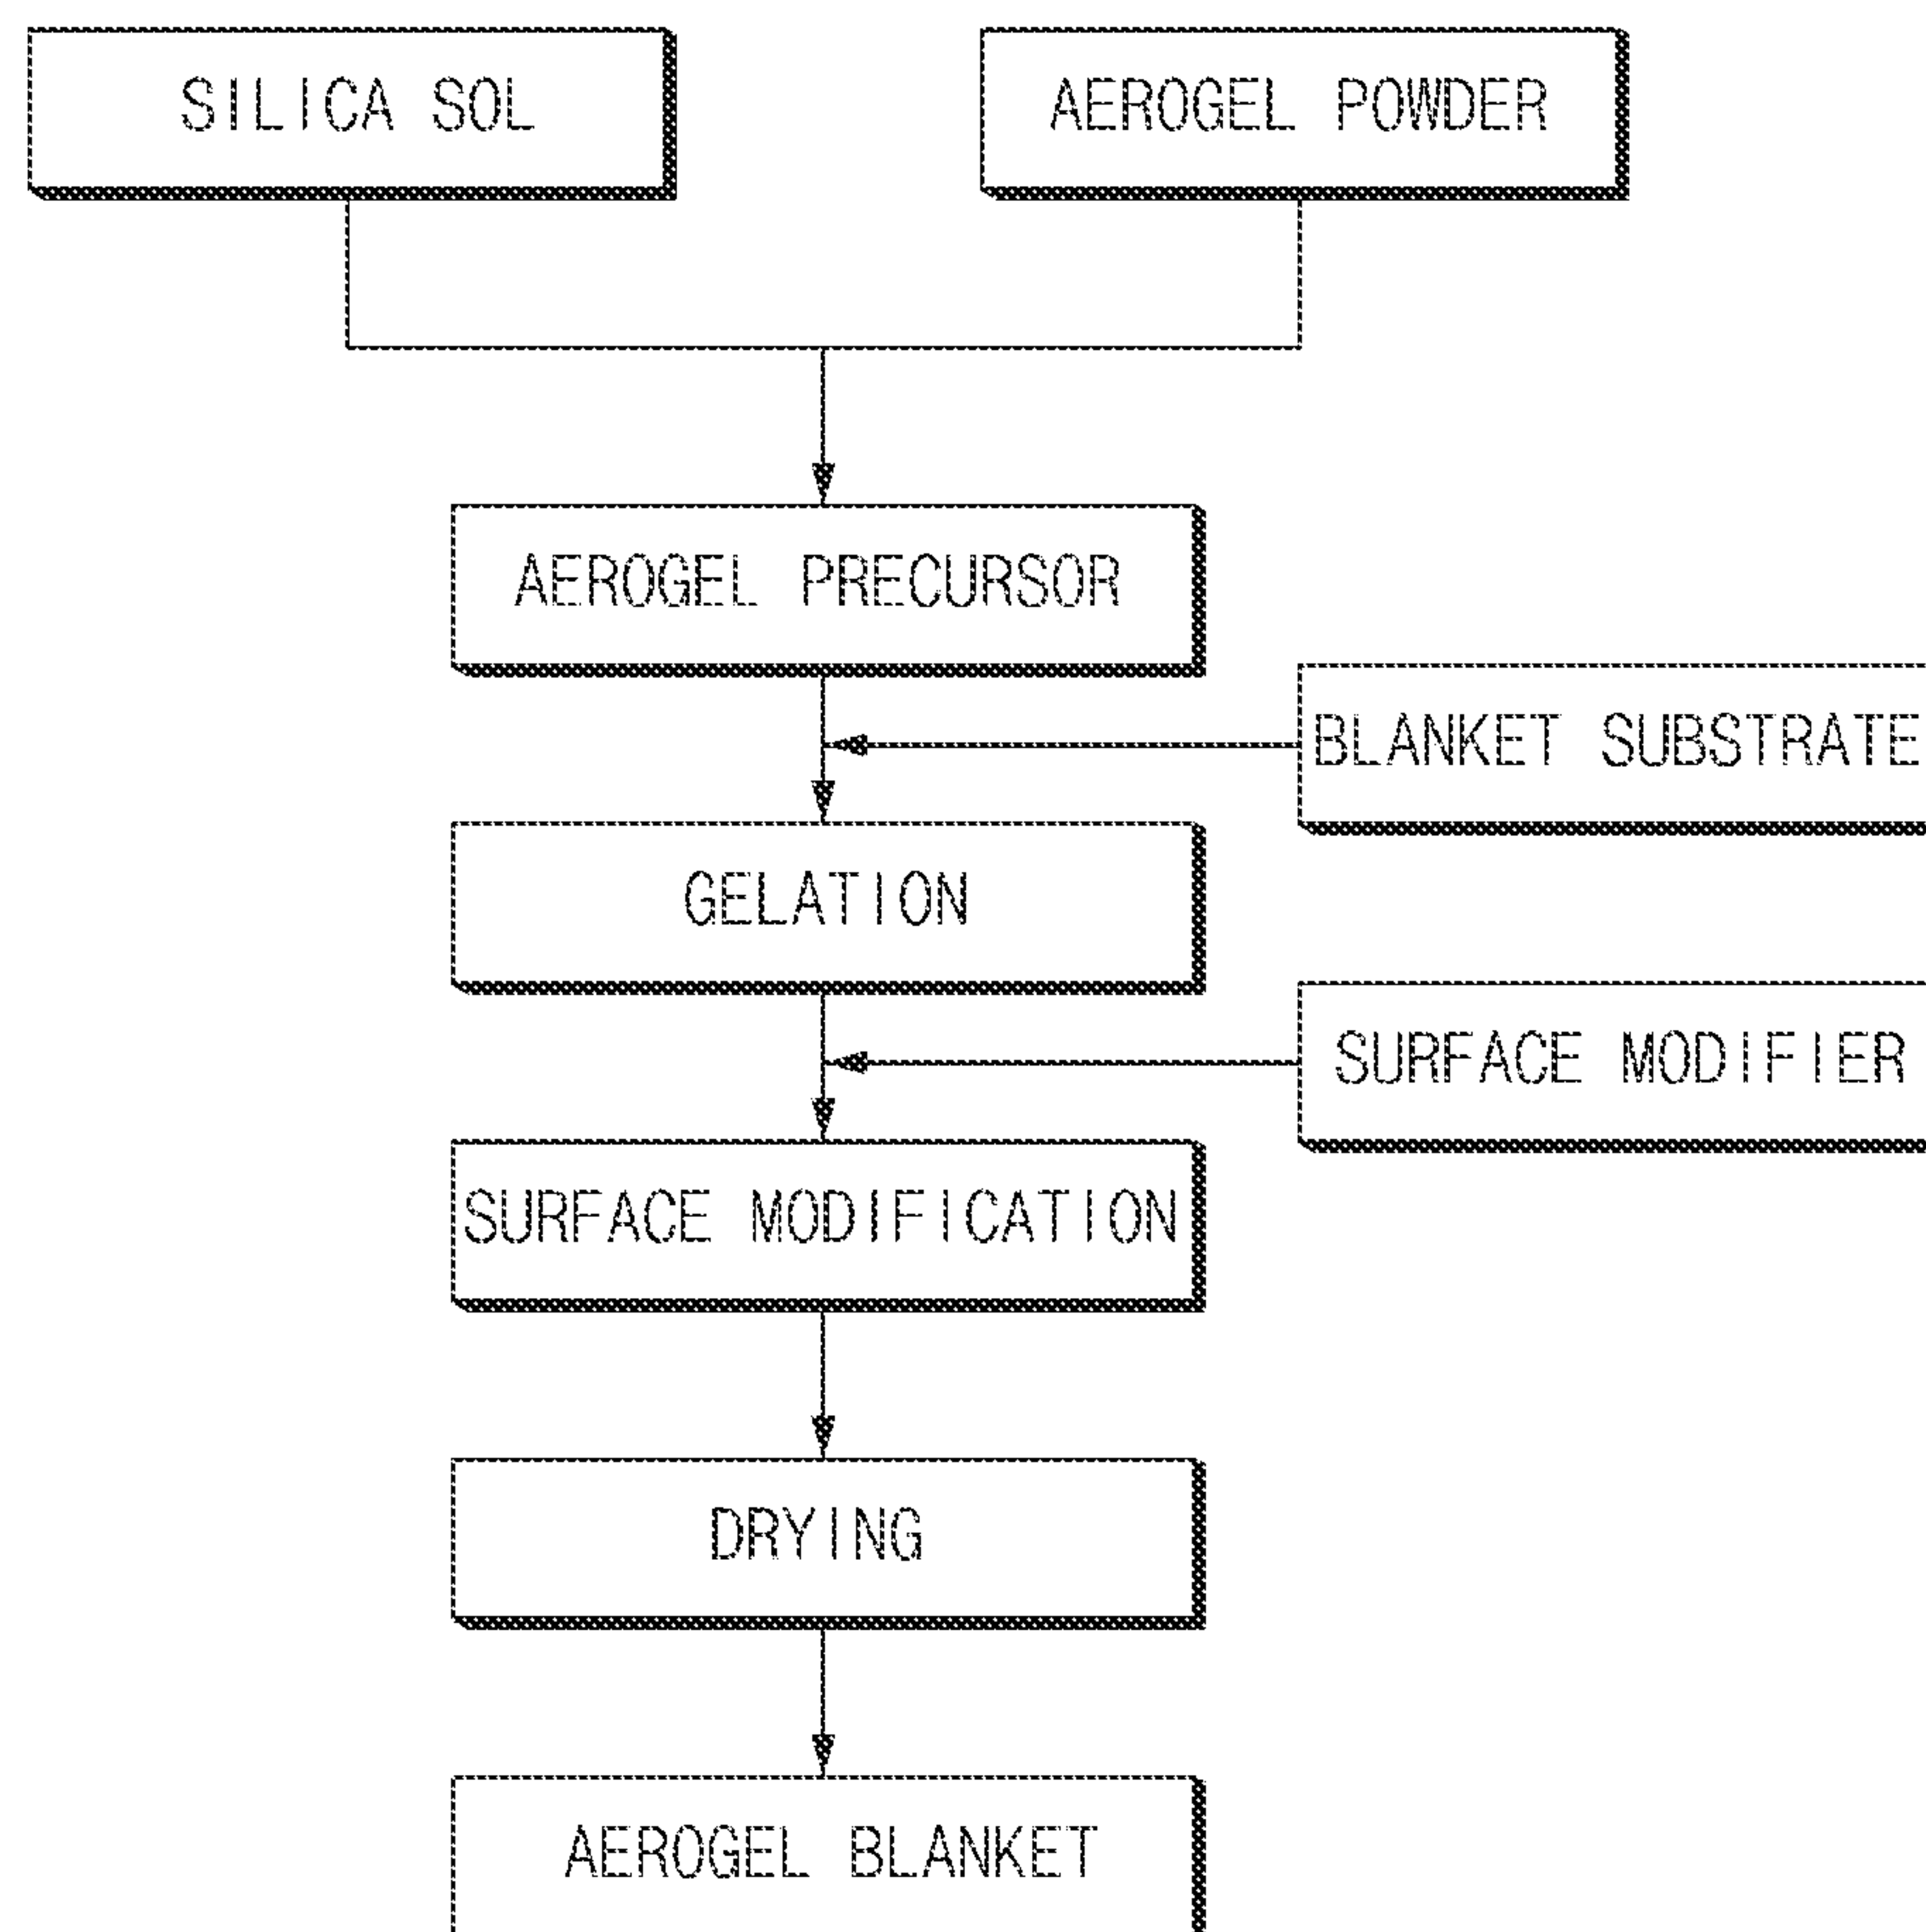 SILICA SOL
AEROGEL POWDER
AEROGEL PRECURSOR
BLANKET SUBSTRATE
GELATION
SURFACE MODIFIER
SURFACE MODIFICATION
DRYING
AEROGEL BLANKET